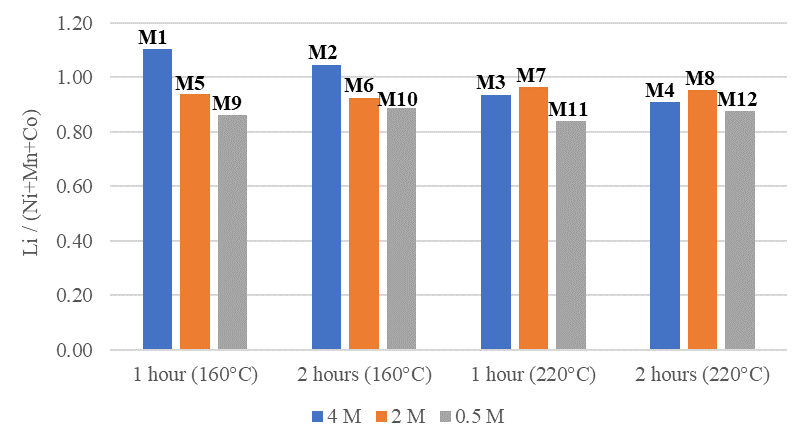 1.20
1.00
0.80
0.60
0.40
0.20
0.00
Li / (Ni+Mn+Co)
M1
M5
M9
M2
M6
M10
M3
M7
M11
M4
M8
M12
1 hour (160°C)
2 hours (160°C)
1 hour (220°C)
2 hours (220°C)
4 M
2 M
0.5 M